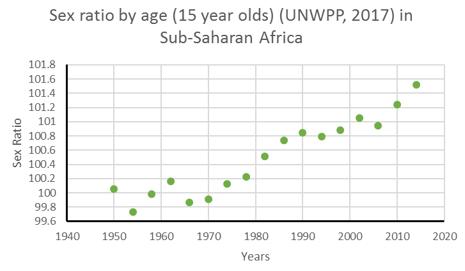 Sex ratio by age (15 year olds) (UNWPP, 2017) in
Sub-Saharan Africa
101.8
101.6
101.4
101.2
101
100.8
100.6
100.4
100.2
100
99.8
99.6
Sex Ratio
1940 1950 1960 1970 1980 1990 2000 2010 2020
Years